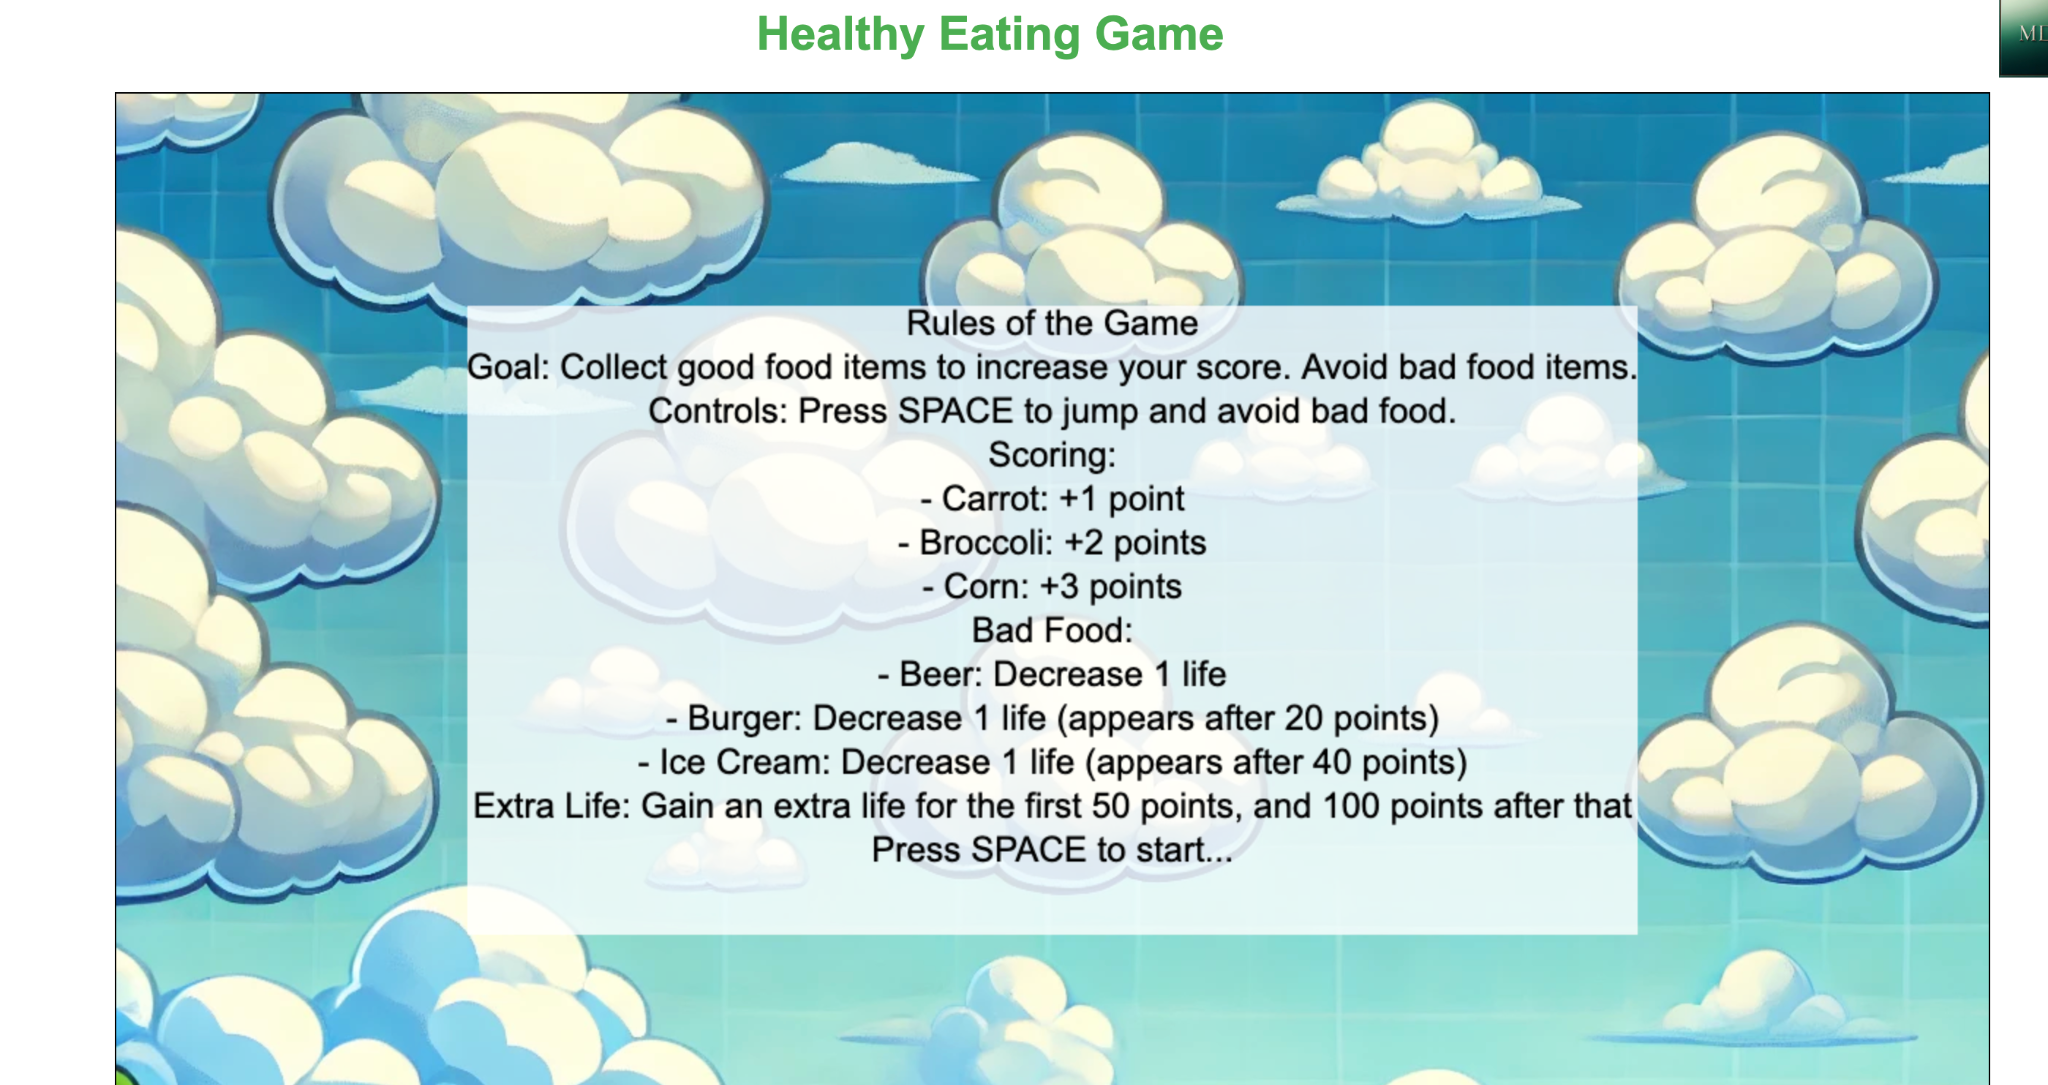 Healthy Eating Game
Rules of the Game
Goal: Collect good food items to increase your score. Avoid bad food items.
Controls: Press SPACE to jump and avoid bad food.
Scoring:
- Carrot: +1 point
- Broccoli: +2 points
- Corn: +3 points
Bad Food:
- Beer: Decrease 1 life
- Burger: Decrease 1 life (appears after 20 points)
- Ice Cream: Decrease 1 life (appears after 40 points)
Extra Life: Gain an extra life for the first 50 points, and 100 points after that
Press SPACE to start...